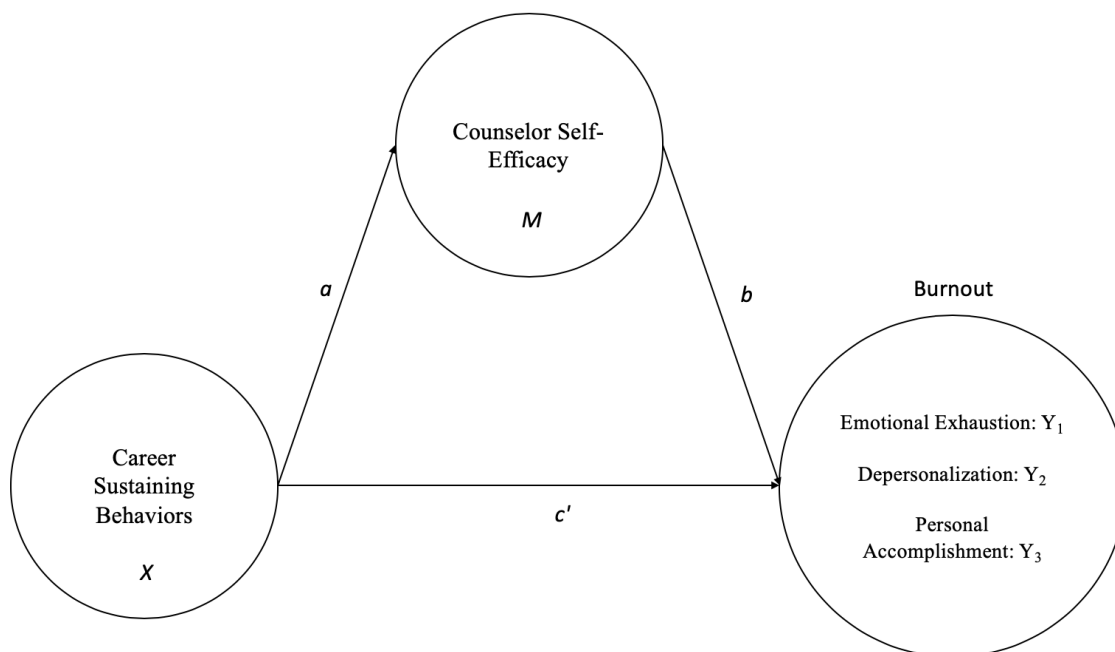 Counselor Self-
Efficacy
M
a
b
Burnout
Career
Sustaining
Behaviors
X
c'
Emotional Exhaustion: Y₁
Depersonalization: Y₂
Personal
Accomplishment: Y₃